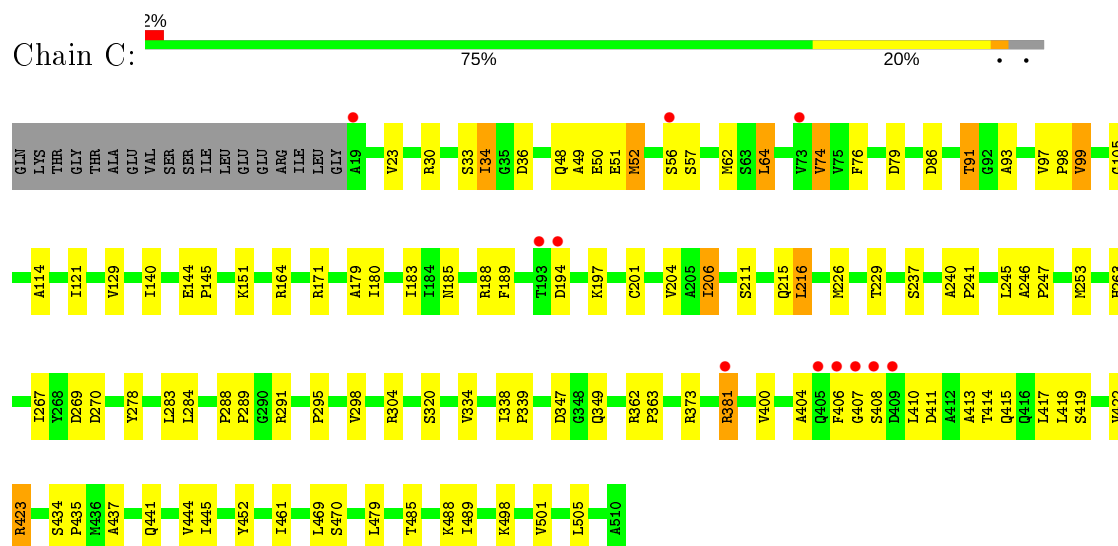 2%
Chain C:
75%
20%
GLN LYS THR GLY THR ALA GLU VAL SER SER ILE LEU GLU GLU ARG ILE LEU GLY A19 V23 R30 S33 I34 G35 D36 Q48 A49 E50 E51 M52 S56 S57 M62 S63 L64 V73 V74 V75 F76 D79 D86 T91 G92 A93 V97 P98 V99
A114 I121 V129 I140 E144 P145 K151 R164 R171 A179 I180 I183 I184 N185 R188 F189 T193 D194 K197 C201 V204 A205 I206 S211 Q215 L216 M226 T229 S237 A240 P241 L245 A246 P247 M253
I267 Y268 D269 D270 Y278 L283 L284 P288 P289 G290 R291 P295 V298 R304 S320 V334 I338 P339 D347 G348 Q349 R362 P363 R373 R381 V400 A404 Q405 F406 G407 S408 D409 L410 D411 A412 A413 T414 Q415 Q416 L417 L418 S419
R423 S434 P435 M436 A437 Q441 V444 I445 Y452 I461 L469 S470 L479 T485 K488 I489 K498 V501 L505 A510